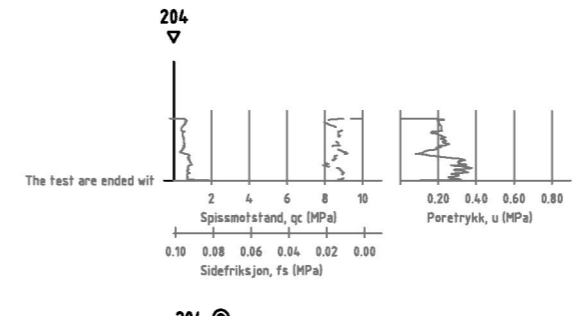 204
The test are ended wit
2 4 6 8 10 0.20 0.40 0.60 0.80
Spissmotstand, qc (MPa) Poretrykk, u (MPa)
0.10 0.08 0.06 0.04 0.02 0.00
Sidefriksjon, fs (MPa)